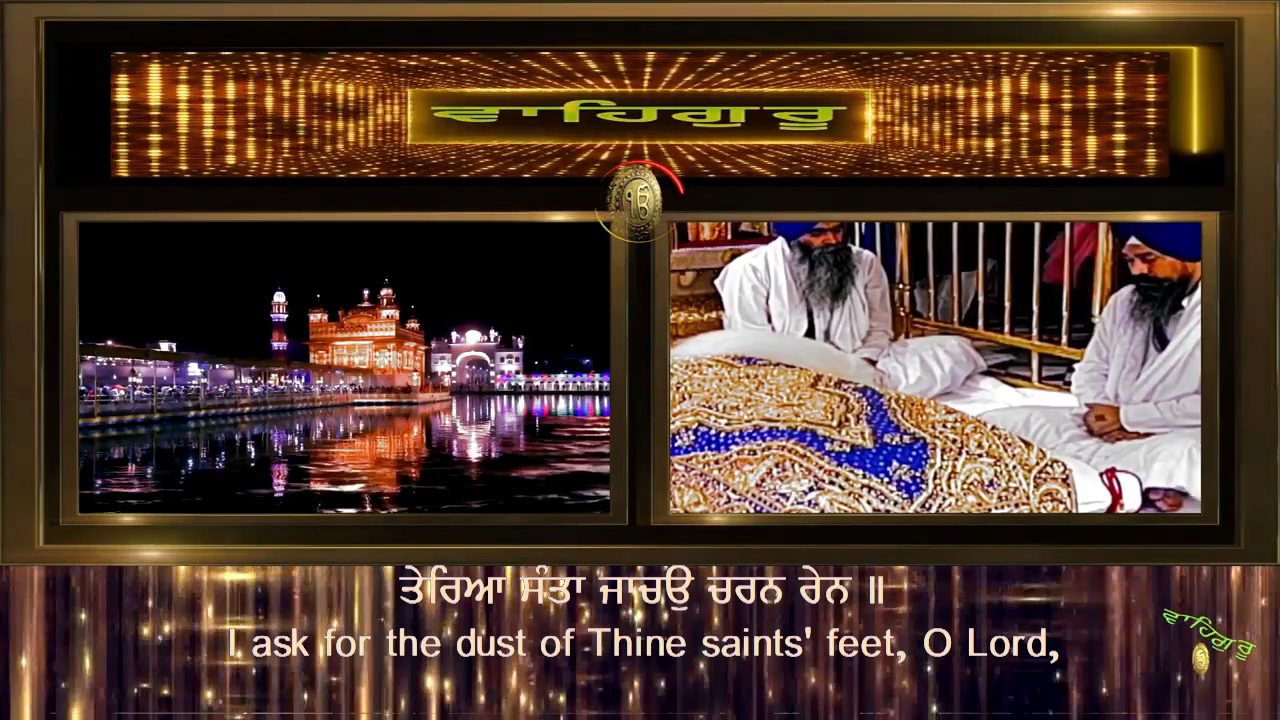 ਵਾਹਿਗੁਰੂ
ੴ
ਤੇਰਿਆ ਸੰਤਾ ਜਾਚਉ ਚਰਨ ਰੇਨ ॥
I ask for the dust of Thine saints' feet, O Lord,
ਵਾਹਿਗੁਰੂ